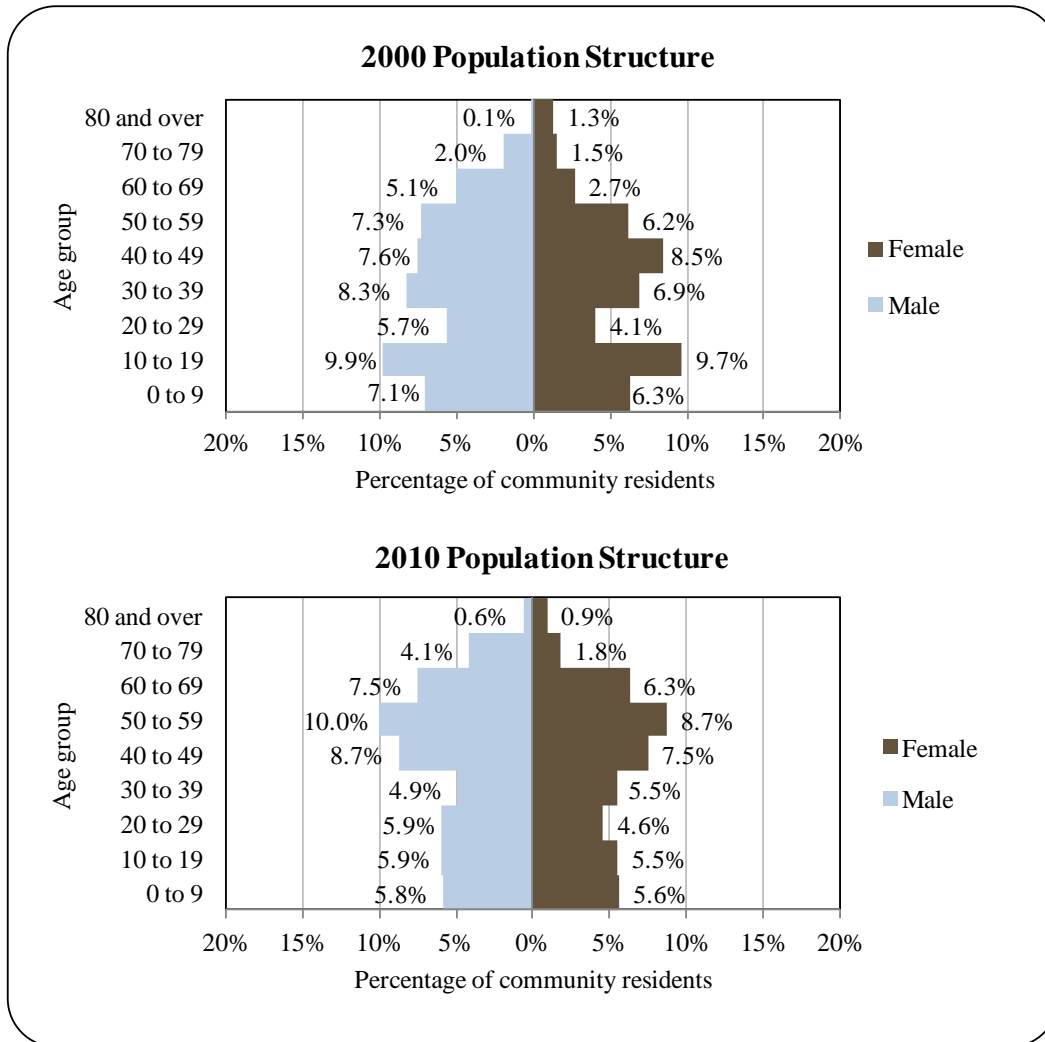 2000 Population Structure
80 and over 0.1% 1.3%
70 to 79 2.0% 1.5%
60 to 69 5.1% 2.7%
50 to 59 7.3% 6.2%
40 to 49 7.6% 8.5%
30 to 39 8.3% 6.9%
20 to 29 5.7% 4.1%
10 to 19 9.9% 9.7%
0 to 9 7.1% 6.3%
Age group
Female
Male
20% 15% 10% 5% 0% 5% 10% 15% 20%
Percentage of community residents
2010 Population Structure
80 and over 0.6% 0.9%
70 to 79 4.1% 1.8%
60 to 69 7.5% 6.3%
50 to 59 10.0% 8.7%
40 to 49 8.7% 7.5%
30 to 39 4.9% 5.5%
20 to 29 5.9% 4.6%
10 to 19 5.9% 5.5%
0 to 9 5.8% 5.6%
Age group
Female
Male
20% 15% 10% 5% 0% 5% 10% 15% 20%
Percentage of community residents